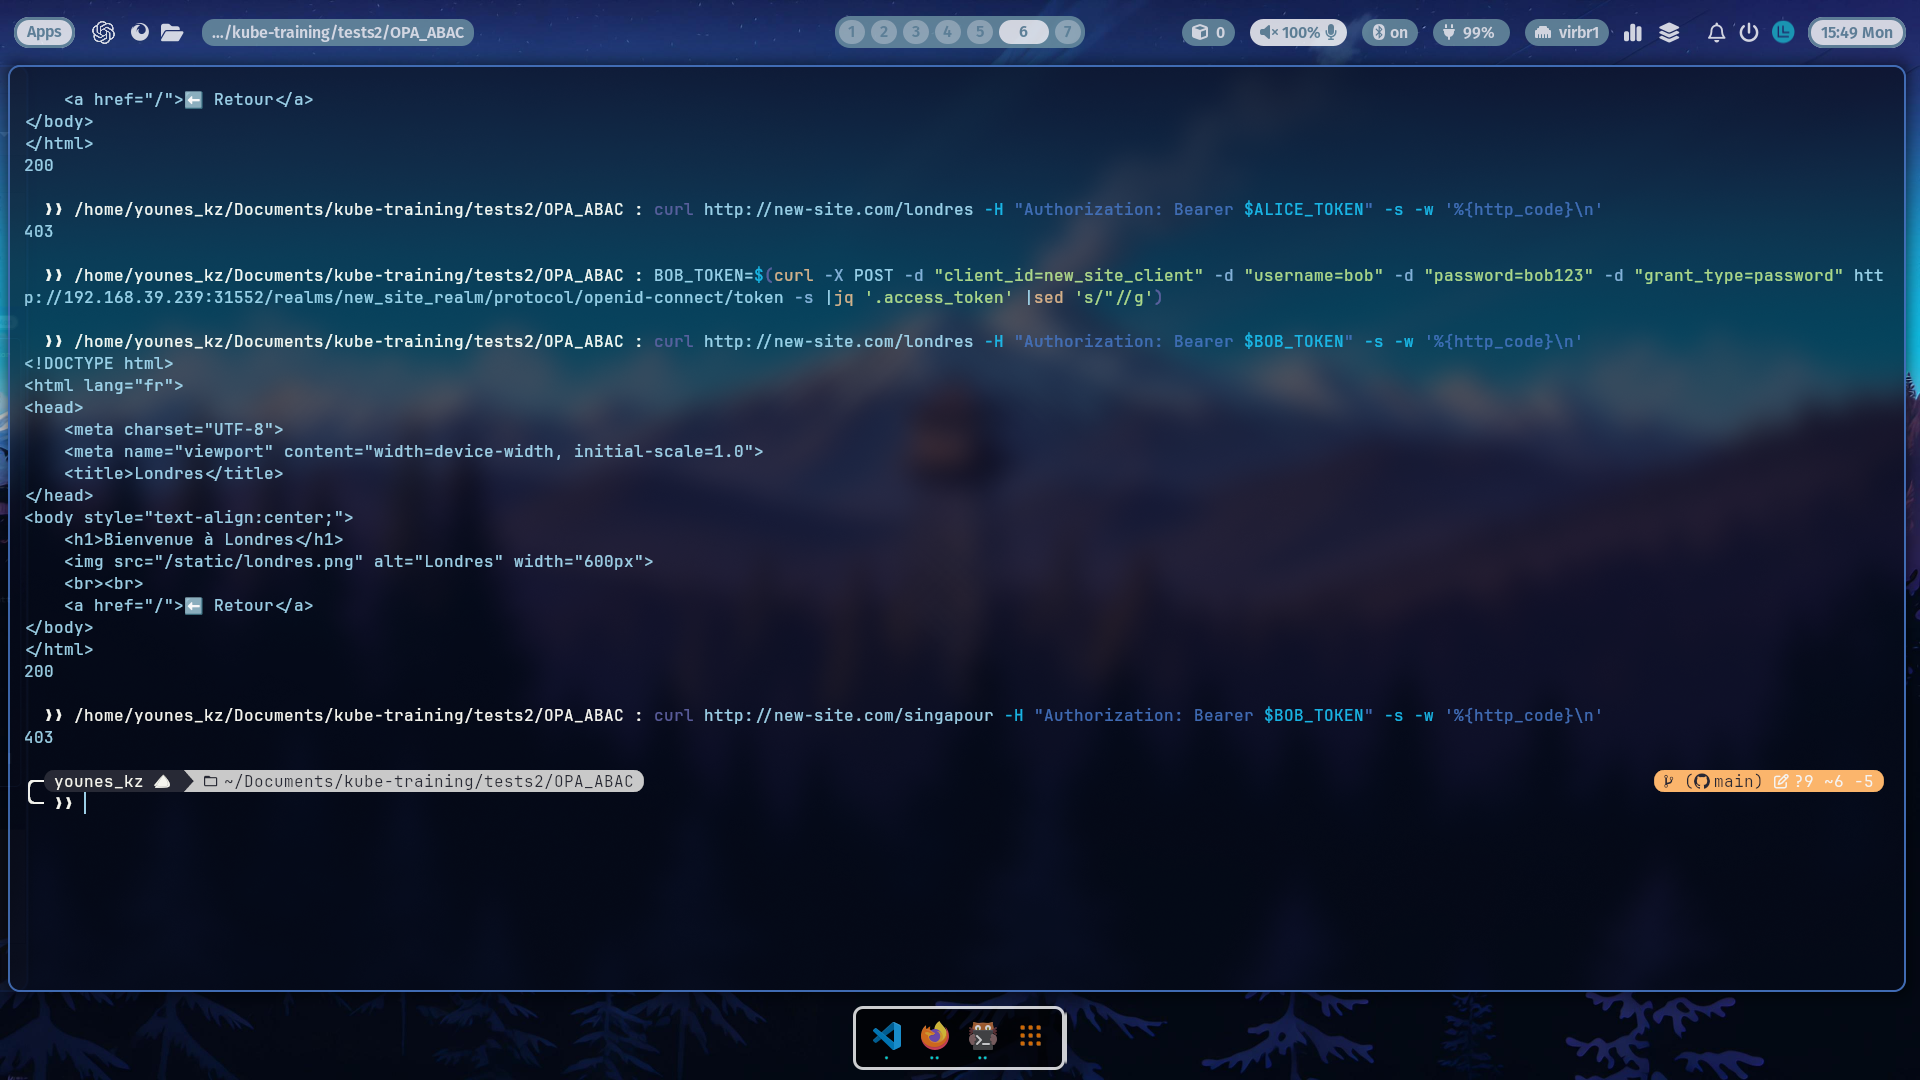 Apps
.../kube-training/tests2/OPA_ABAC
1 2 3 4 5 6 7
0
100%
on
99%
virbr1
15:49 Mon
<a href="/">⬅️ Retour</a>
</body>
</html>
200
❫❫ /home/younes_kz/Documents/kube-training/tests2/OPA_ABAC : curl http://new-site.com/londres -H "Authorization: Bearer $ALICE_TOKEN" -s -w '%{http_code}\n'
403
❫❫ /home/younes_kz/Documents/kube-training/tests2/OPA_ABAC : BOB_TOKEN=$(curl -X POST -d "client_id=new_site_client" -d "username=bob" -d "password=bob123" -d "grant_type=password" htt
p://192.168.39.239:31552/realms/new_site_realm/protocol/openid-connect/token -s |jq '.access_token' |sed 's/"//g')
❫❫ /home/younes_kz/Documents/kube-training/tests2/OPA_ABAC : curl http://new-site.com/londres -H "Authorization: Bearer $BOB_TOKEN" -s -w '%{http_code}\n'
<!DOCTYPE html>
<html lang="fr">
<head>
    <meta charset="UTF-8">
    <meta name="viewport" content="width=device-width, initial-scale=1.0">
    <title>Londres</title>
</head>
<body style="text-align:center;">
    <h1>Bienvenue à Londres</h1>
    <img src="/static/londres.png" alt="Londres" width="600px">
    <br><br>
    <a href="/">⬅️ Retour</a>
</body>
</html>
200
❫❫ /home/younes_kz/Documents/kube-training/tests2/OPA_ABAC : curl http://new-site.com/singapour -H "Authorization: Bearer $BOB_TOKEN" -s -w '%{http_code}\n'
403
younes_kz ~/Documents/kube-training/tests2/OPA_ABAC (main) ?9 ~6 -5
❫❫